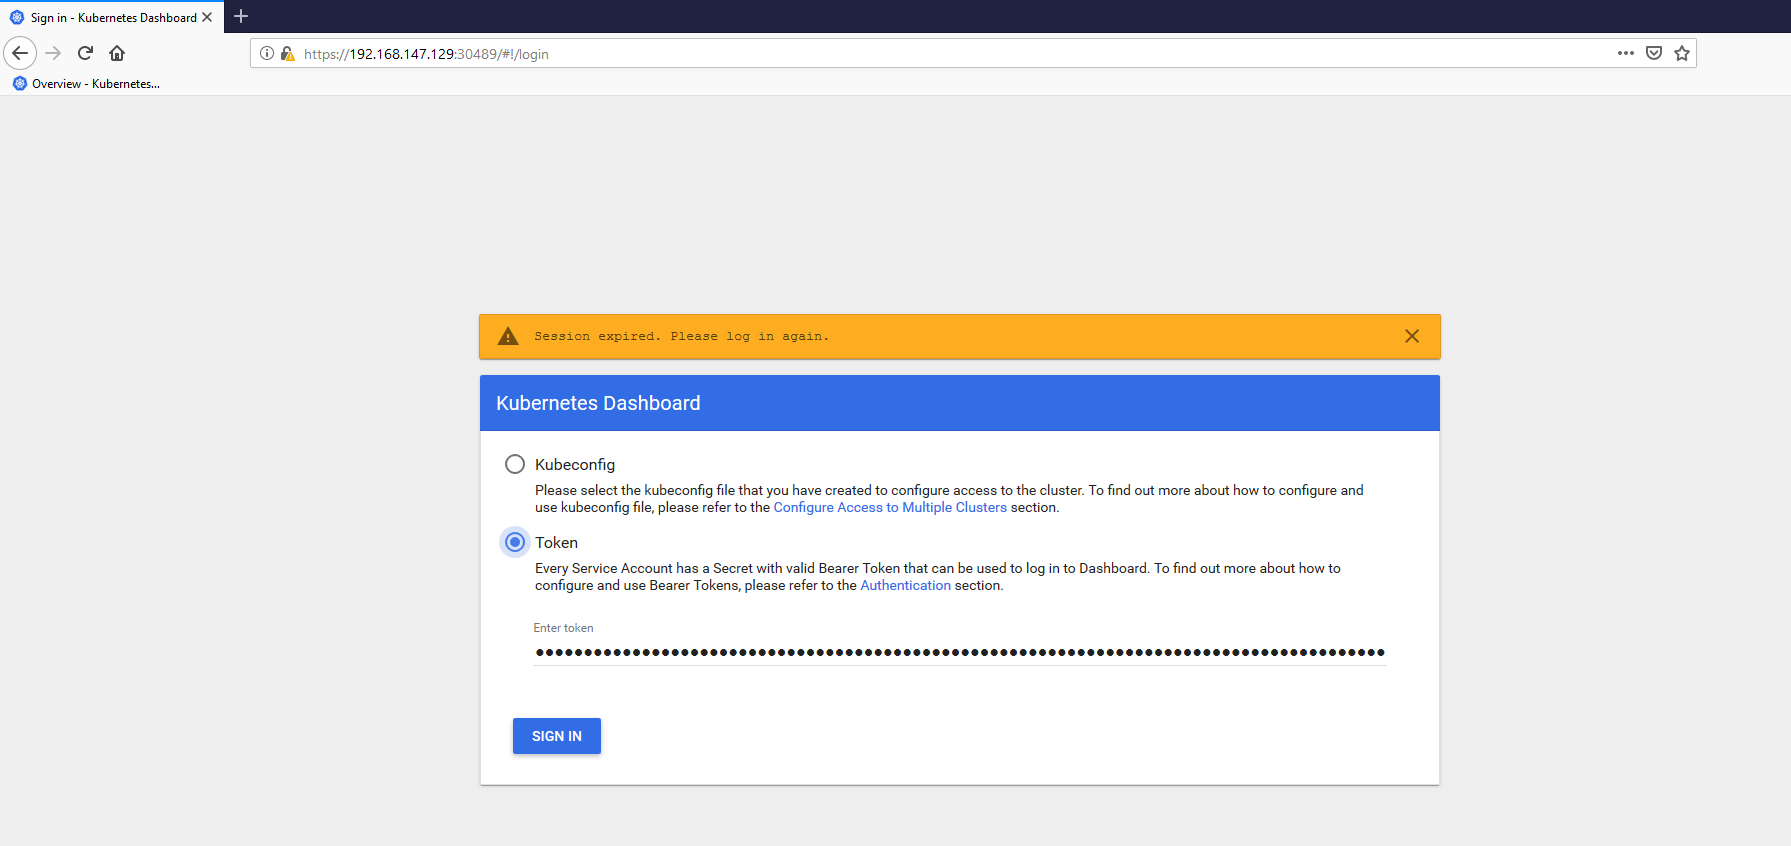 Sign in - Kubernetes Dashboard
https://192.168.147.129:30489/#!/login
Overview - Kubernetes...
Session expired. Please log in again.
Kubernetes Dashboard
Kubeconfig
Please select the kubeconfig file that you have created to configure access to the cluster. To find out more about how to configure and
use kubeconfig file, please refer to the Configure Access to Multiple Clusters section.
Token
Every Service Account has a Secret with valid Bearer Token that can be used to log in to Dashboard. To find out more about how to
configure and use Bearer Tokens, please refer to the Authentication section.
Enter token
SIGN IN